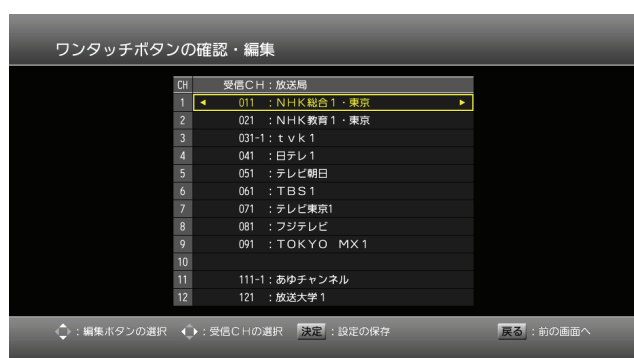 ワンタッチボタンの確認・編集
CH 受信CH：放送局
1 011 ：NHK総合1・東京
2 021 ：NHK教育1・東京
3 031-1：tvk1
4 041 ：日テレ1
5 051 ：テレビ朝日
6 061 ：TBS1
7 071 ：テレビ東京1
8 081 ：フジテレビ
9 091 ：TOKYO MX1
10
11 111-1：あゆチャンネル
12 121 ：放送大学1
：編集ボタンの選択 ：受信CHの選択 決定：設定の保存 戻る：前の画面へ